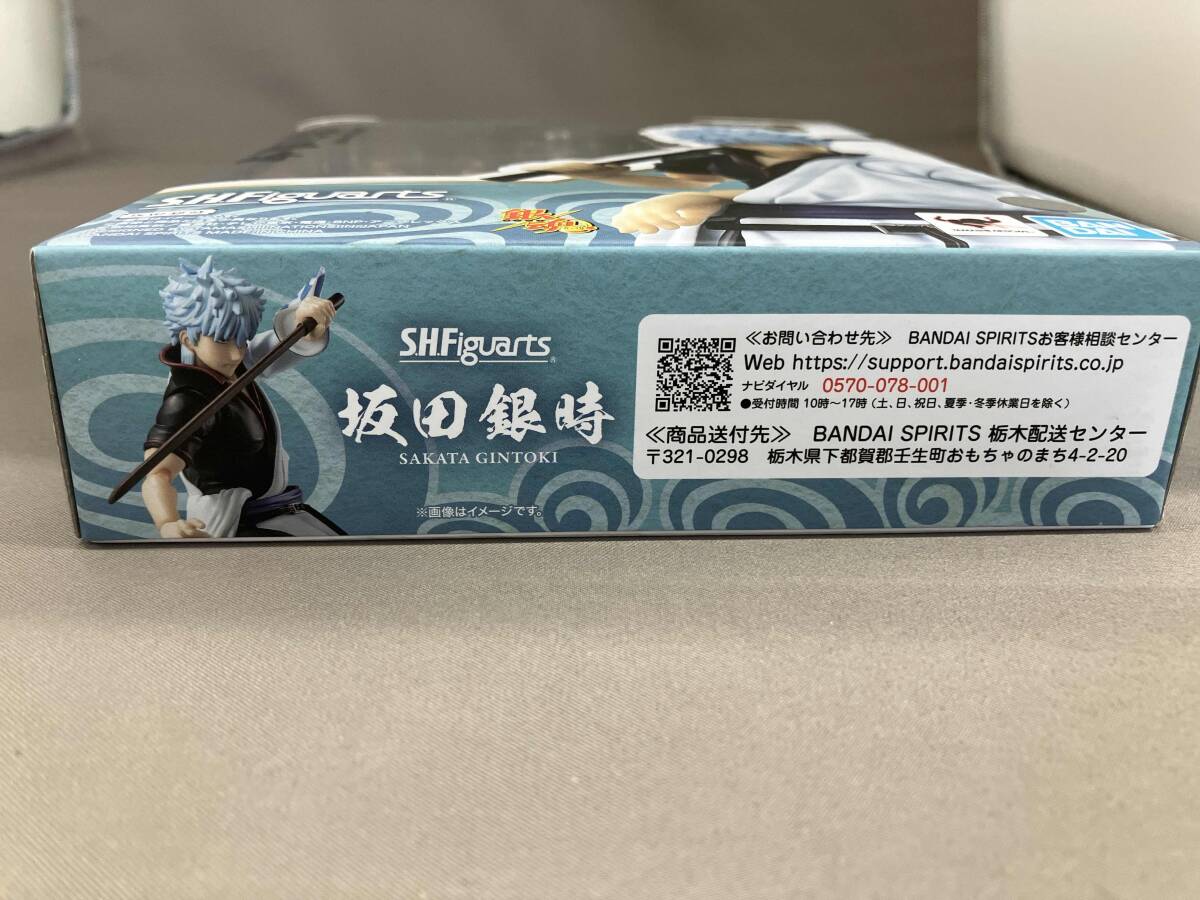 S.H.Figuarts
S.H.Figuarts
坂田銀時
SAKATA GINTOKI
※画像はイメージです。
≪お問い合わせ先≫ BANDAI SPIRITSお客様相談センター
Web https://support.bandaispirits.co.jp
ナビダイヤル 0570-078-001
●受付時間 10時~17時(土、日、祝日、夏季・冬季休業日を除く)
≪商品送付先≫ BANDAI SPIRITS 栃木配送センター
〒321-0298 栃木県下都賀郡壬生町おもちゃのまち4-2-20